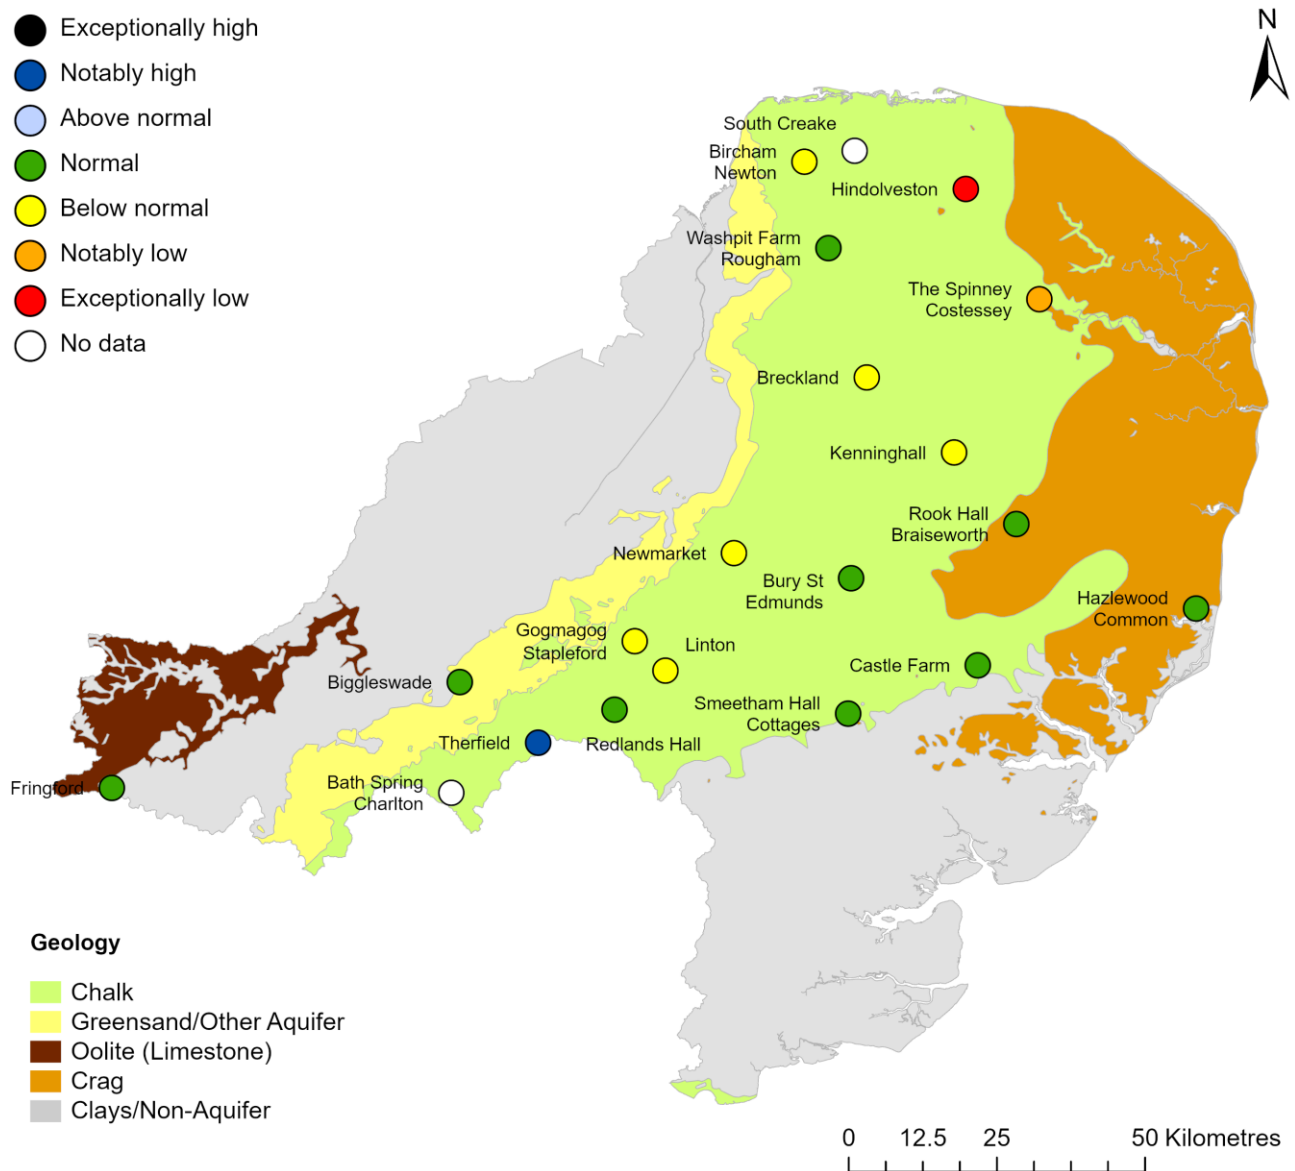 Exceptionally high
Notably high
Above normal
Normal
Below normal
Notably low
Exceptionally low
No data
N
South Creake
Bircham
Newton
Hindolveston
Washpit Farm
Rougham
The Spinney
Costessey
Breckland
Kenninghall
Rook Hall
Braiseworth
Newmarket
Bury St
Edmunds
Hazlewood
Common
Gogmagog
Stapleford
Linton
Castle Farm
Biggleswade
Smeetham Hall
Cottages
Therfield
Redlands Hall
Fringford
Bath Spring
Charlton
Geology
Chalk
Greensand/Other Aquifer
Oolite (Limestone)
Crag
Clays/Non-Aquifer
0 12.5 25 50 Kilometres